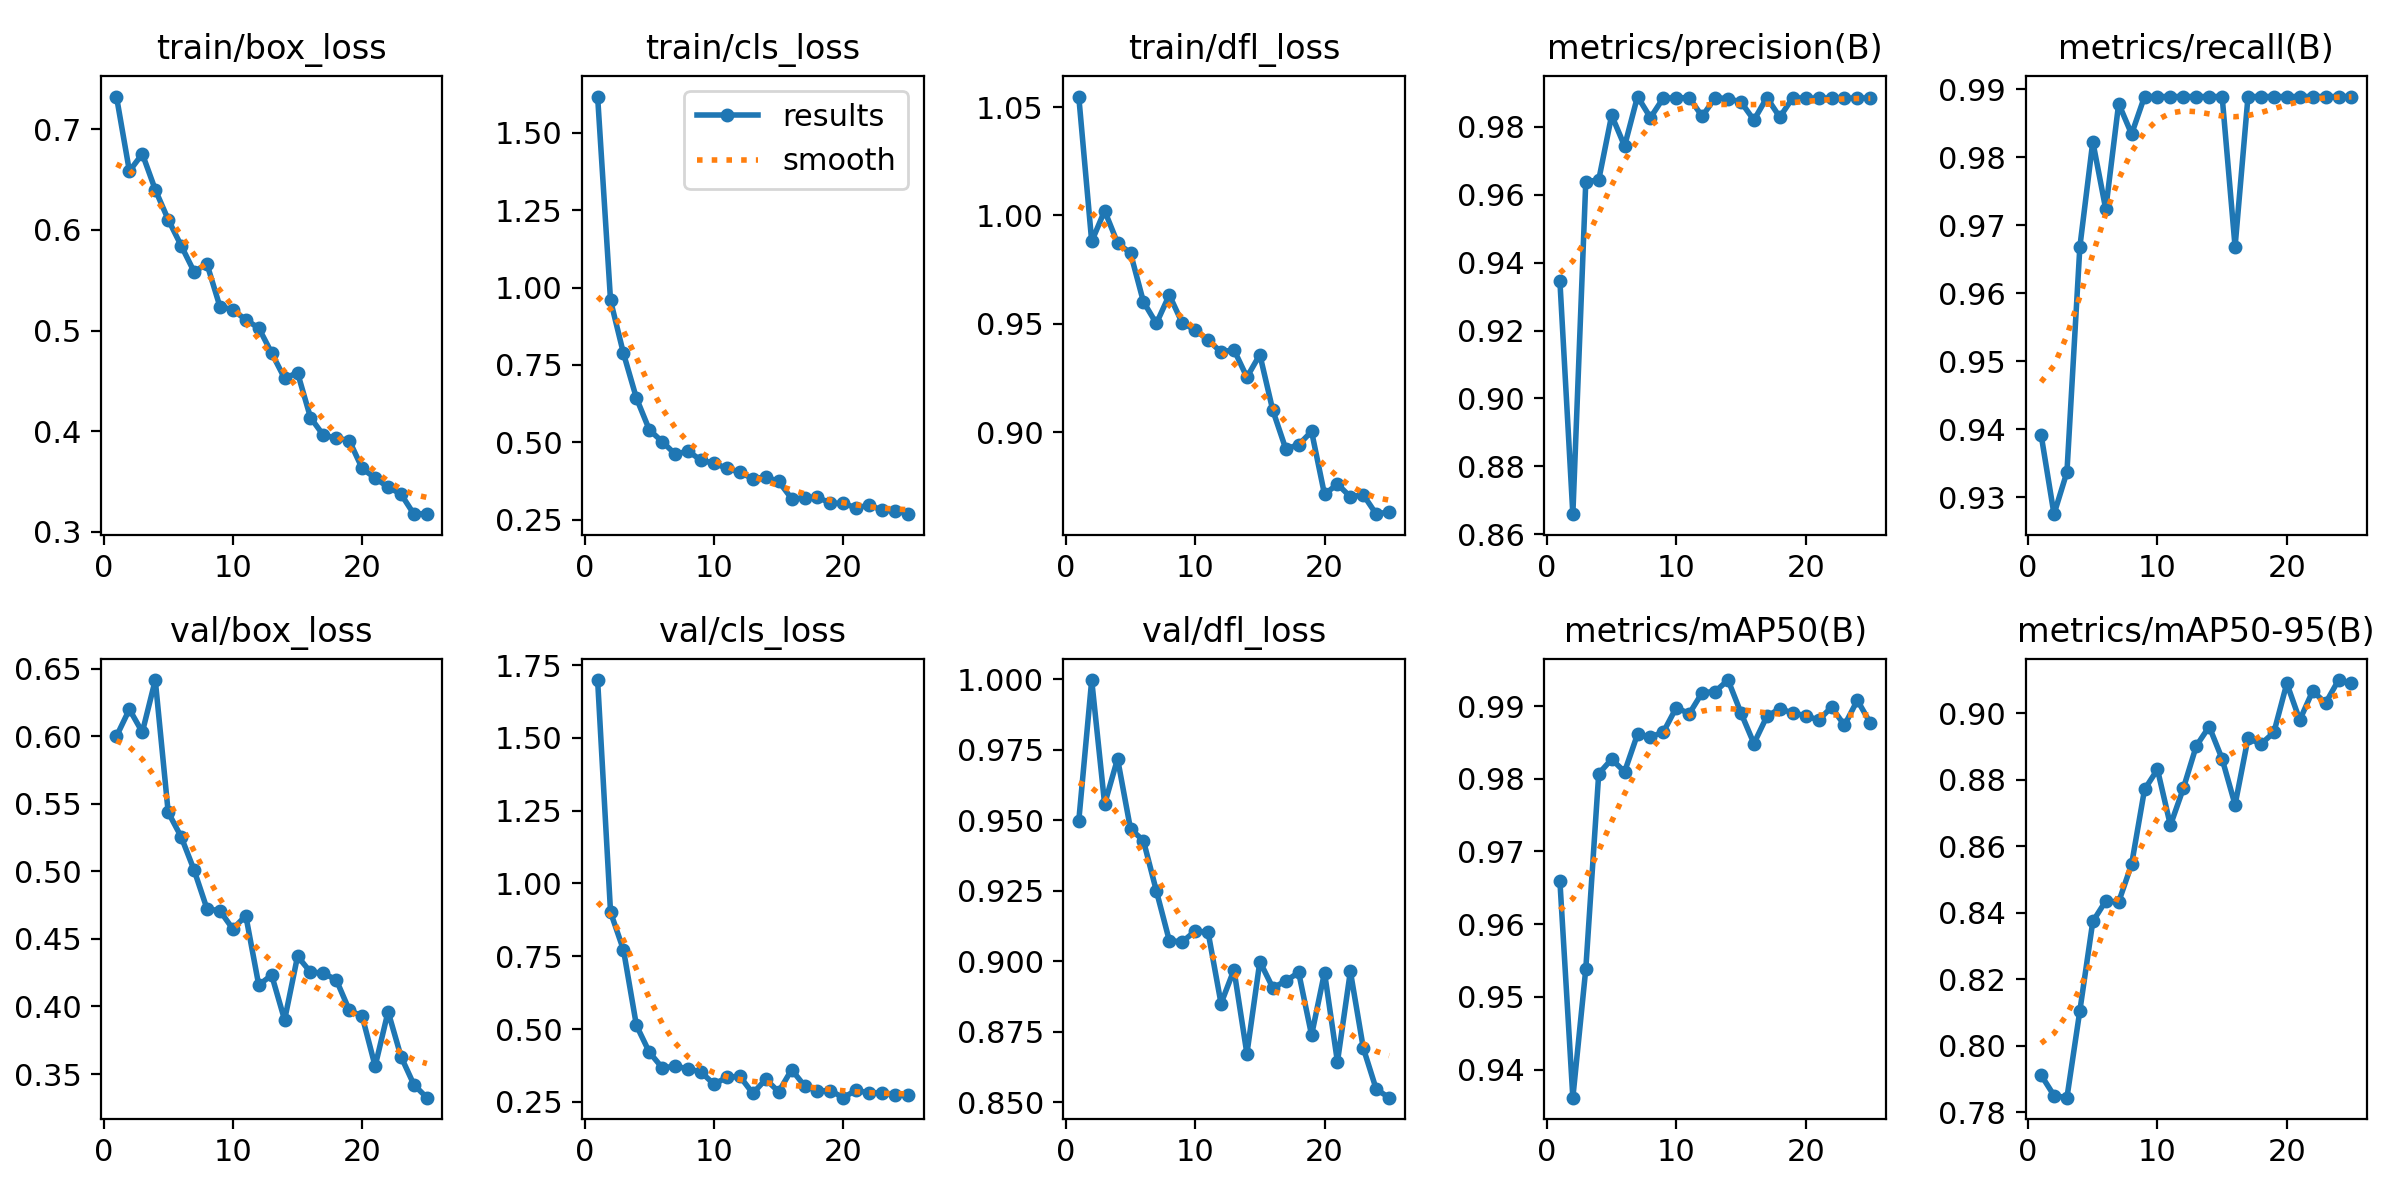 train/box_loss
0.7
0.6
0.5
0.4
0.3
0 10 20
train/cls_loss
results
smooth
1.50
1.25
1.00
0.75
0.50
0.25
0 10 20
train/dfl_loss
1.05
1.00
0.95
0.90
0 10 20
metrics/precision(B)
0.98
0.96
0.94
0.92
0.90
0.88
0.86
0 10 20
metrics/recall(B)
0.99
0.98
0.97
0.96
0.95
0.94
0.93
0 10 20
val/box_loss
0.65
0.60
0.55
0.50
0.45
0.40
0.35
0 10 20
val/cls_loss
1.75
1.50
1.25
1.00
0.75
0.50
0.25
0 10 20
val/dfl_loss
1.000
0.975
0.950
0.925
0.900
0.875
0.850
0 10 20
metrics/mAP50(B)
0.99
0.98
0.97
0.96
0.95
0.94
0 10 20
metrics/mAP50-95(B)
0.90
0.88
0.86
0.84
0.82
0.80
0.78
0 10 20